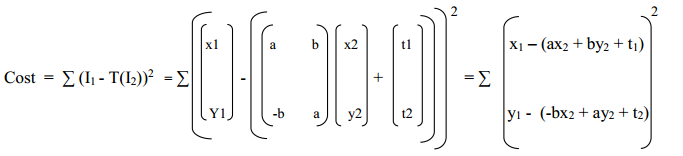 2 2
x1 a b x2 t1 x₁ – (ax₂ + by₂ + t₁)
Cost = ∑ (I₁ - T(I₂))² = ∑ - + = ∑
Y1 -b a y2 t2 y₁ - (-bx₂ + ay₂ + t₂)